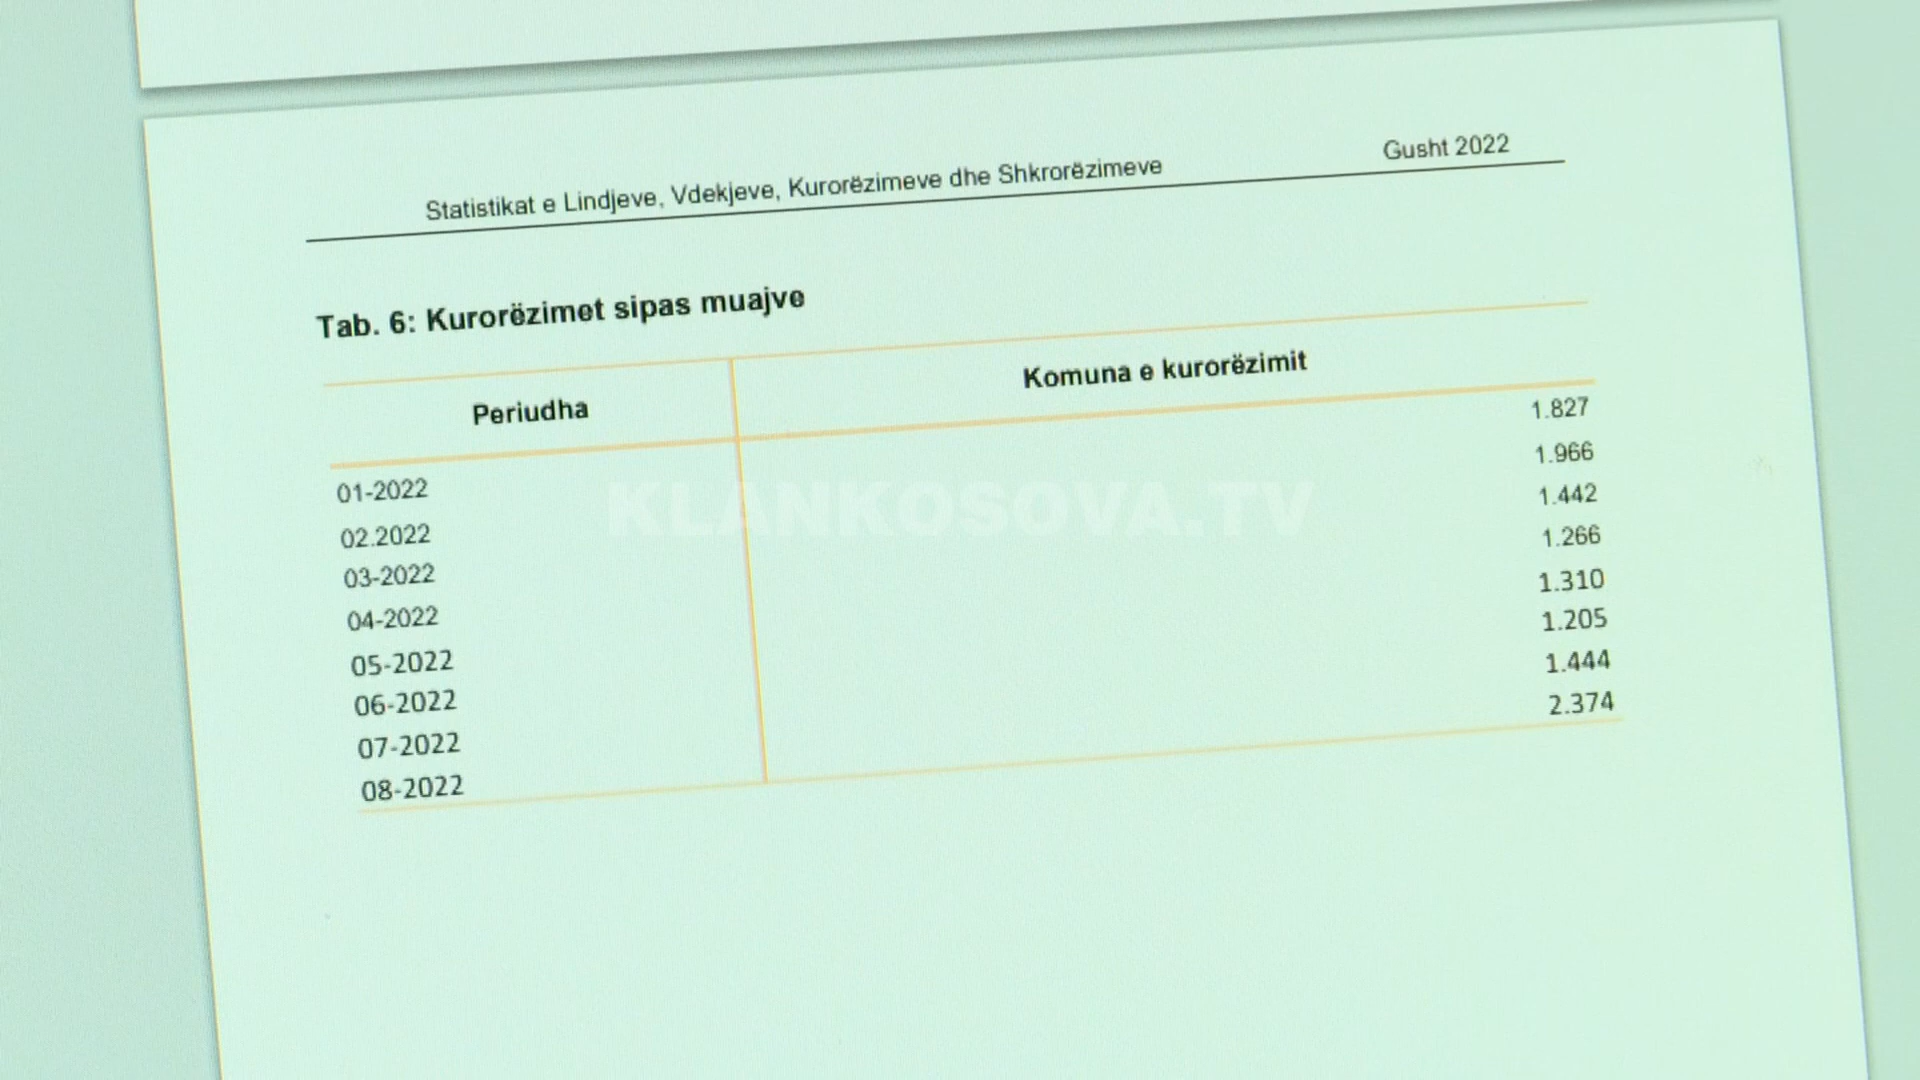 Statistikat e Lindjeve, Vdekjeve, Kurorëzimeve dhe Shkrorëzimeve Gusht 2022
Tab. 6: Kurorëzimet sipas muajve
Periudha Komuna e kurorëzimit
01-2022 1.827
02.2022 1.966
03-2022 1.442
04-2022 1.266
05-2022 1.310
06-2022 1.205
07-2022 1.444
08-2022 2.374
KLANKOSOVA.TV